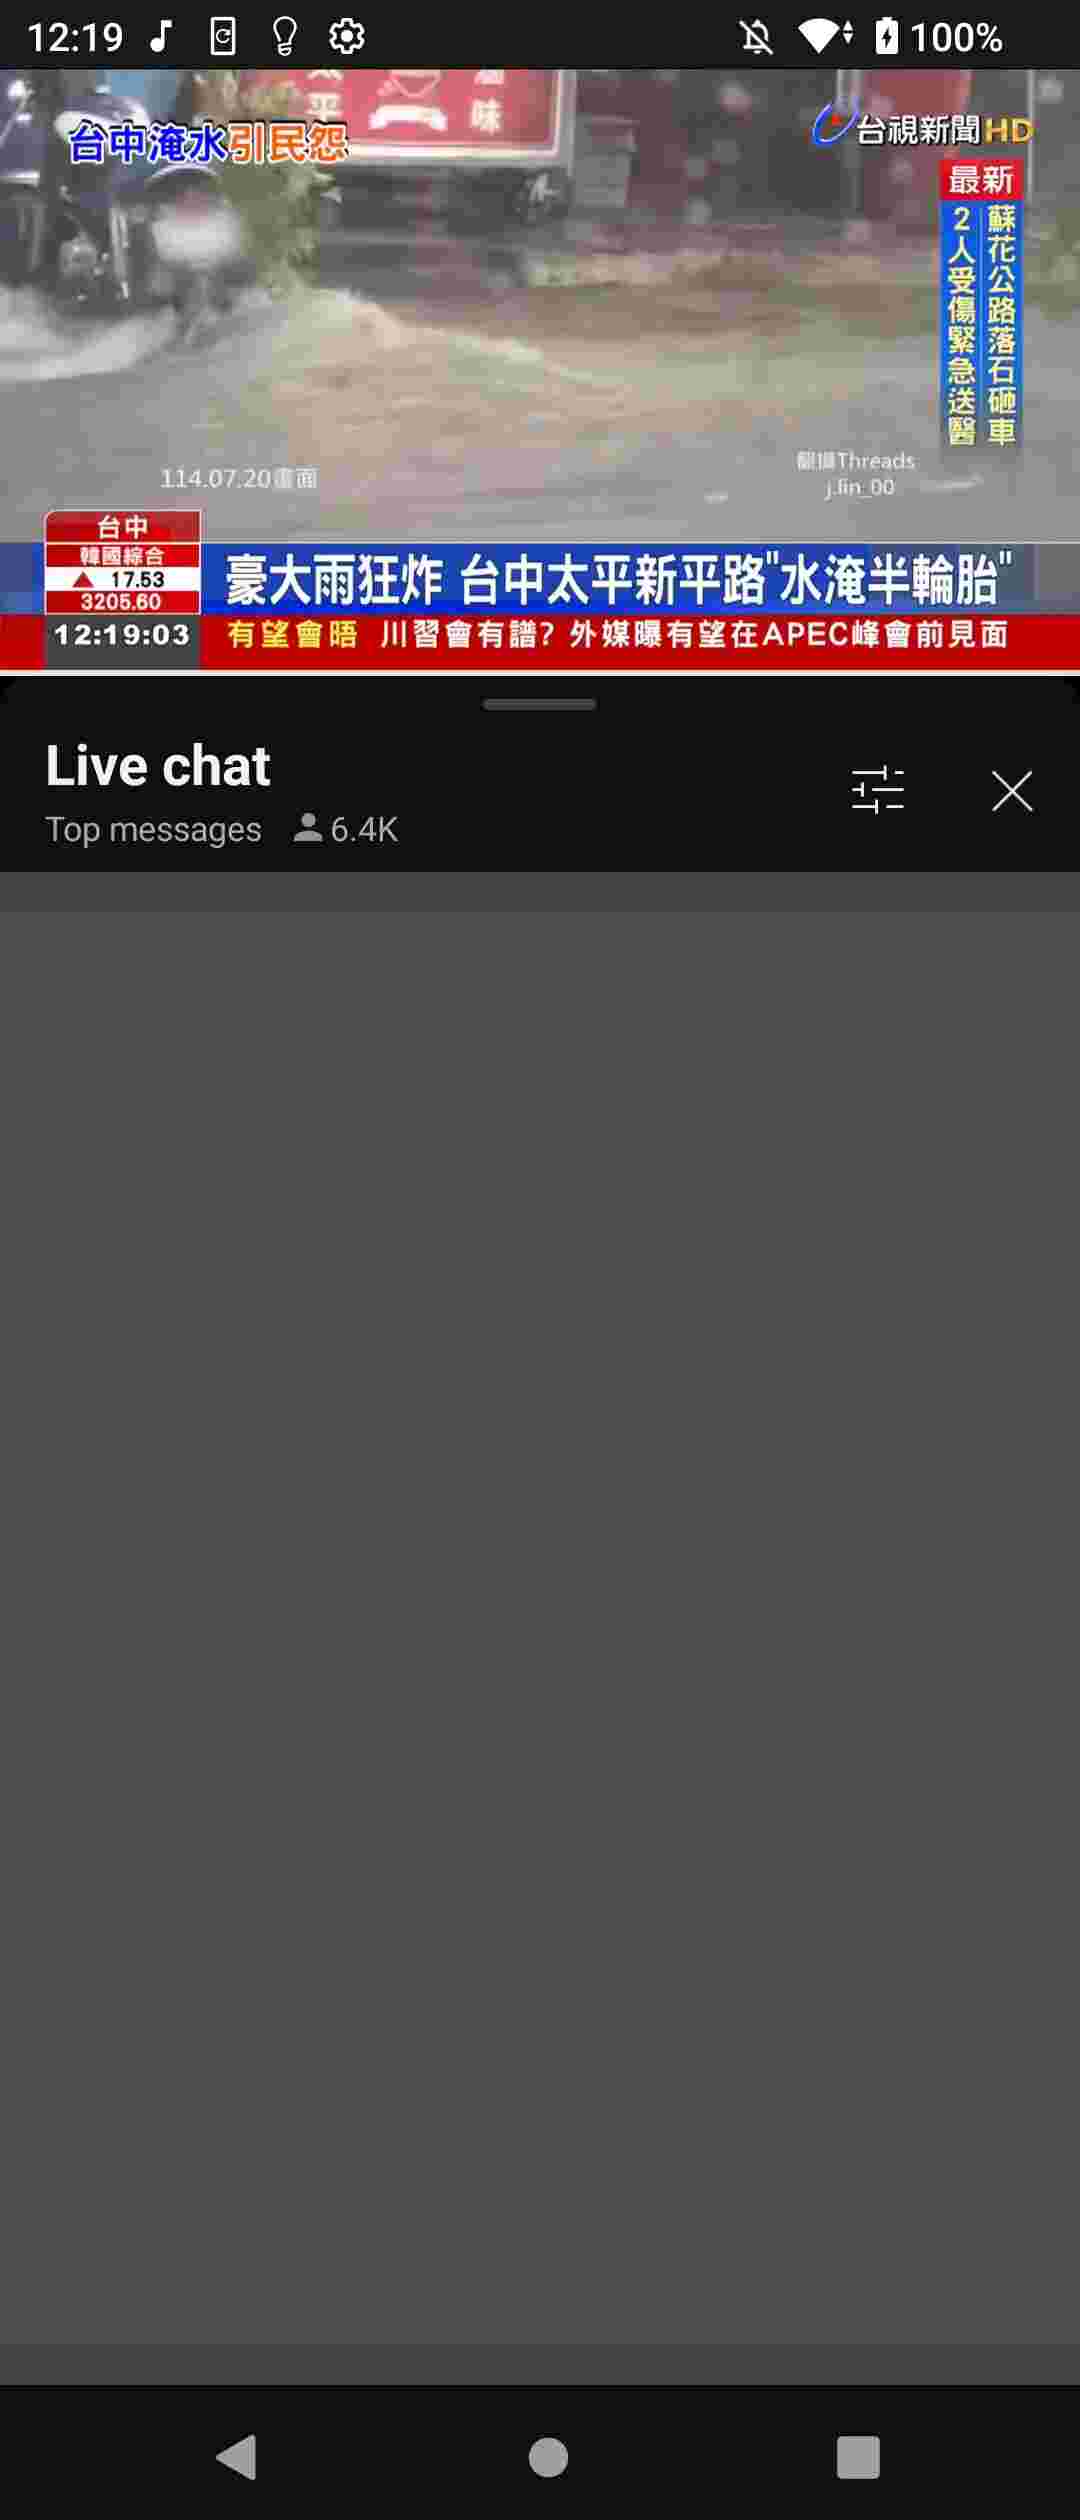 12:19
100%
太平
味
台中淹水引民怨
台視新聞HD
最新
蘇花公路落石砸車
2人受傷緊急送醫
114.07.20畫面
翻攝Threads
j.lin_00
台中
韓國綜合
17.53
3205.60
豪大雨狂炸 台中太平新平路"水淹半輪胎"
12:19:03
有望會晤 川習會有譜? 外媒曝有望在APEC峰會前見面
Live chat
Top messages 6.4K